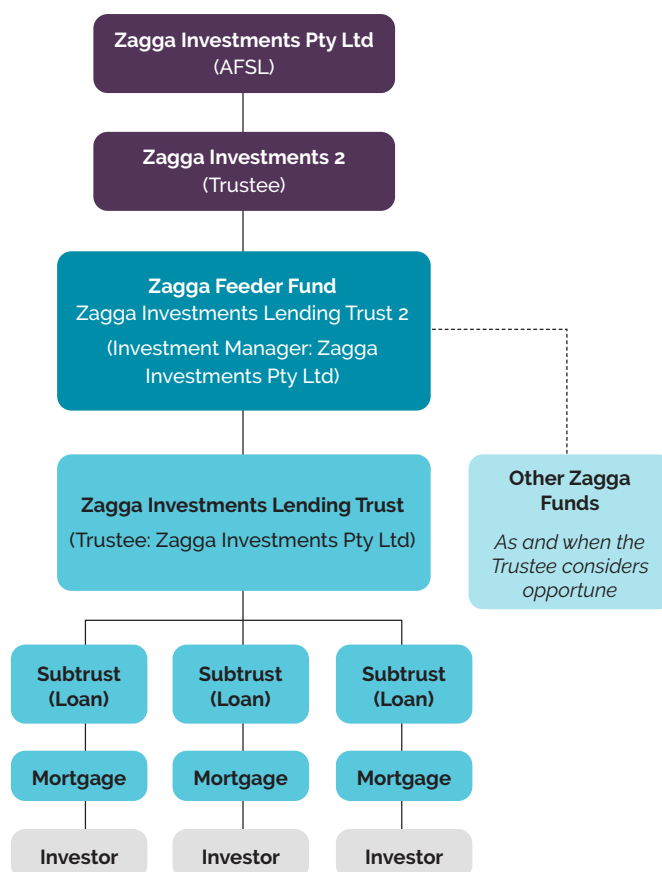 Zagga Investments Pty Ltd
(AFSL)
Zagga Investments 2
(Trustee)
Zagga Feeder Fund
Zagga Investments Lending Trust 2
(Investment Manager: Zagga
Investments Pty Ltd)
Zagga Investments Lending Trust
(Trustee: Zagga Investments Pty Ltd)
Other Zagga
Funds
As and when the
Trustee considers
opportune
Subtrust
(Loan)
Subtrust
(Loan)
Subtrust
(Loan)
Mortgage
Mortgage
Mortgage
Investor
Investor
Investor